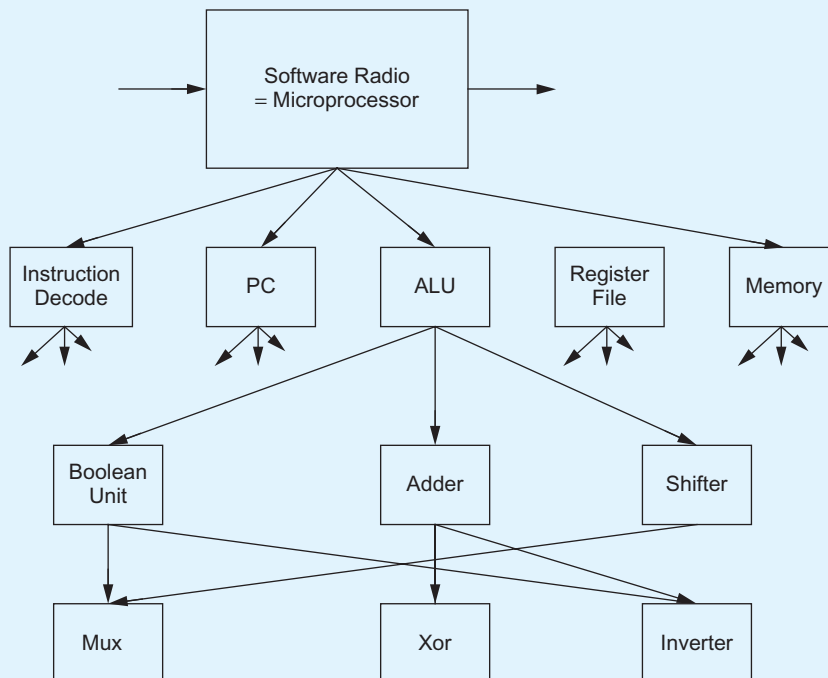 Software Radio
= Microprocessor
Instruction
Decode
PC
ALU
Register
File
Memory
Boolean
Unit
Adder
Shifter
Mux
Xor
Inverter